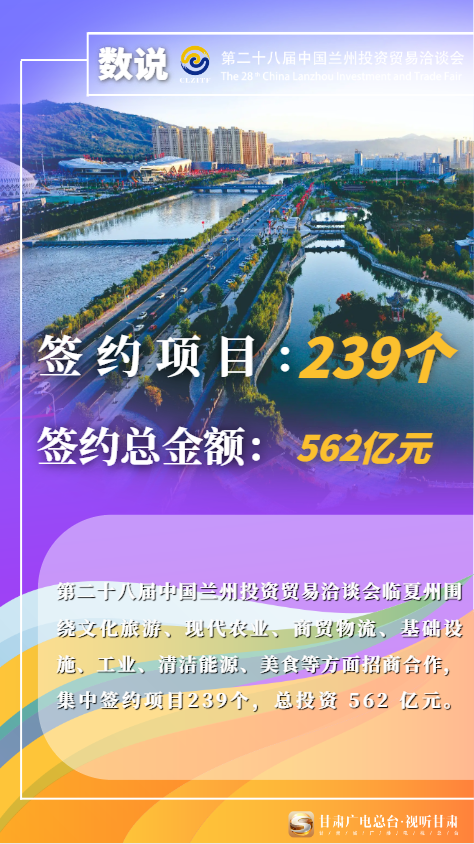 数说
CLITF
第二十八届中国兰州投资贸易洽谈会
The 28th China Lanzhou Investment and Trade Fair
签约项目：239个
签约总金额：562亿元
第二十八届中国兰州投资贸易洽谈会临夏州围
绕文化旅游、现代农业、商贸物流、基础设
施、工业、清洁能源、美食等方面招商合作，
集中签约项目239个，总投资 562 亿元。
甘肃广电总台·视听甘肃